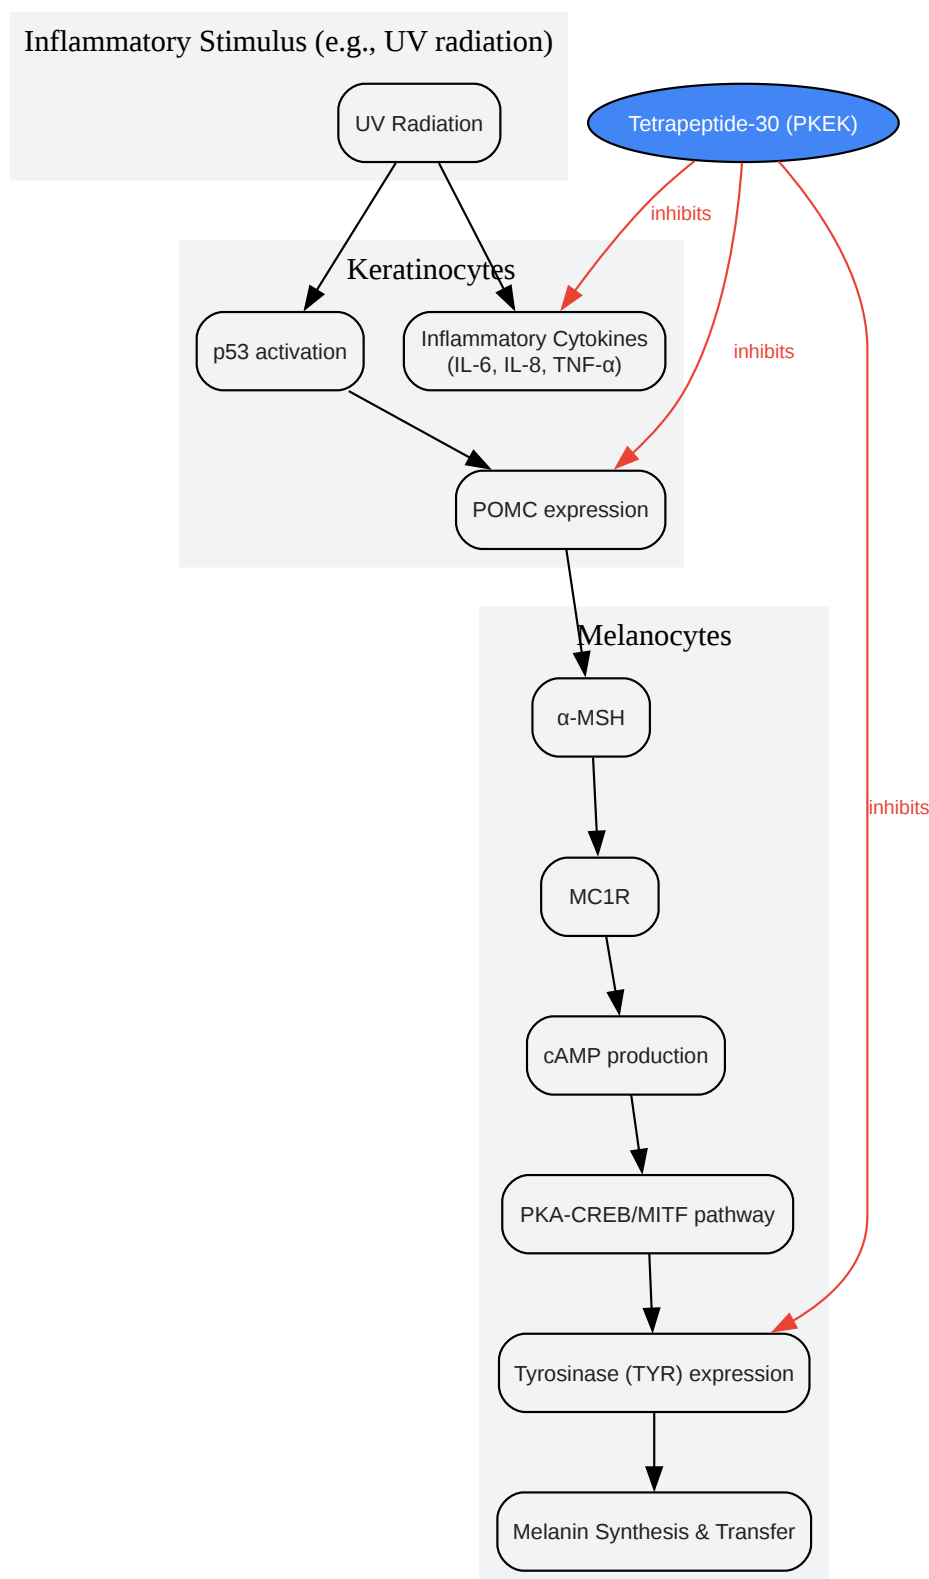 Inflammatory Stimulus (e.g., UV radiation)
UV Radiation
Tetrapeptide-30 (PKEK)
inhibits
Keratinocytes
p53 activation
Inflammatory Cytokines
(IL-6, IL-8, TNF-α)
inhibits
POMC expression
Melanocytes
α-MSH
inhibits
MC1R
cAMP production
PKA-CREB/MITF pathway
Tyrosinase (TYR) expression
Melanin Synthesis & Transfer